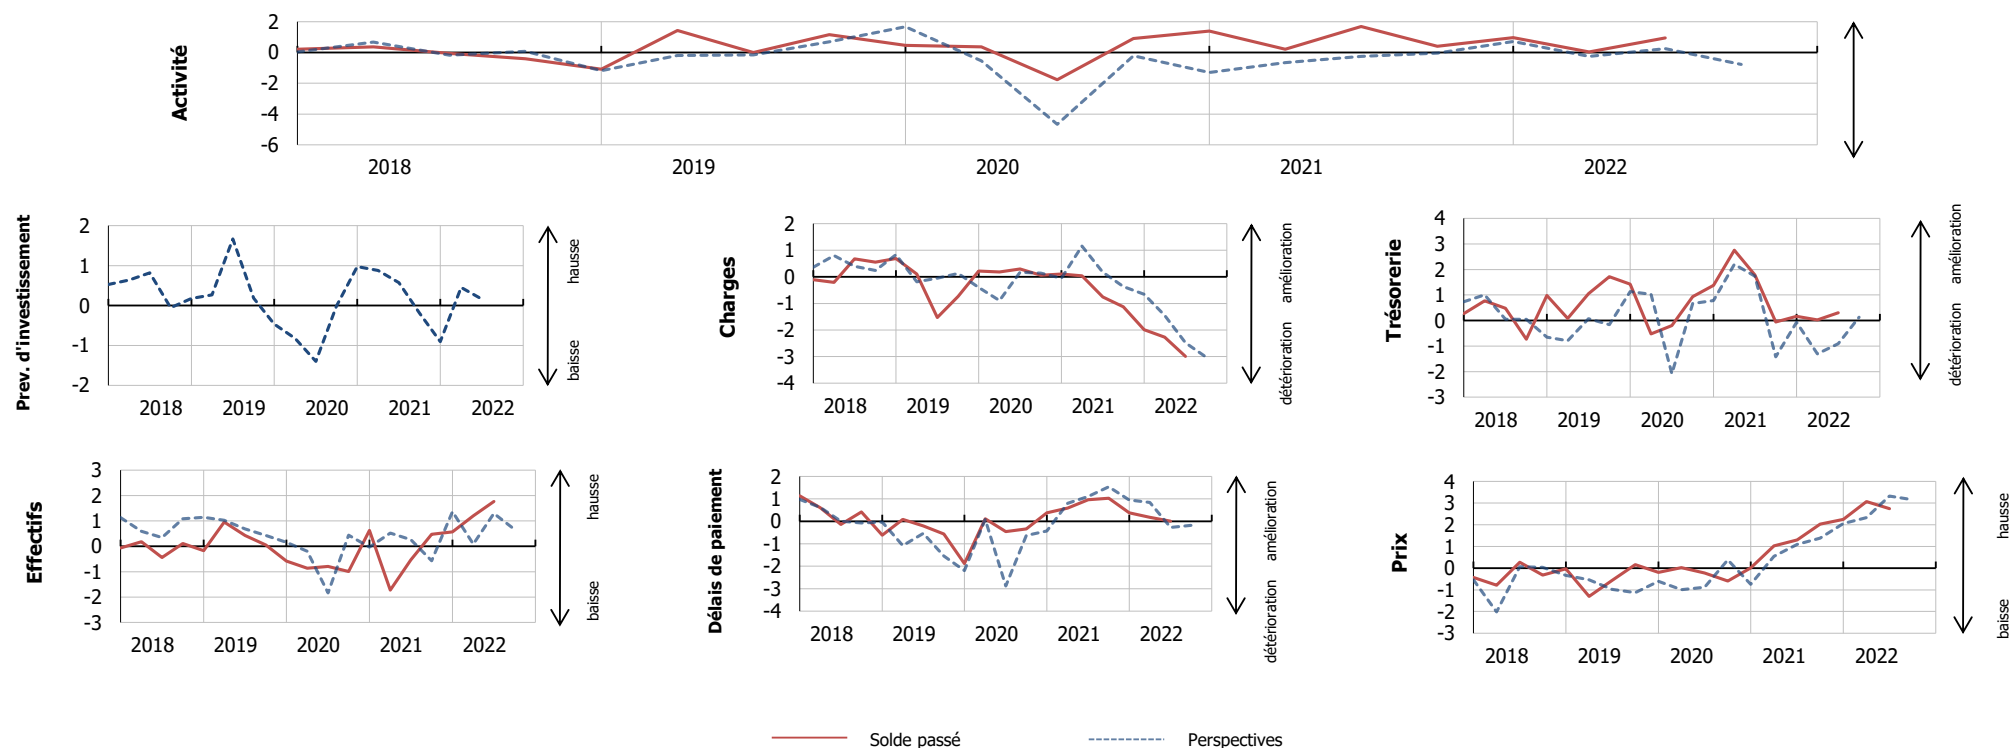 Activité
2
0
-2
-4
-6
2018 2019 2020 2021 2022
Prev. d'investissement
2
1
0
-1
-2
2018 2019 2020 2021 2022
hausse
baisse
Charges
2
1
0
-1
-2
-3
-4
2018 2019 2020 2021 2022
amélioration
détérioration
Trésorerie
4
3
2
1
0
-1
-2
-3
2018 2019 2020 2021 2022
amélioration
détérioration
Effectifs
3
2
1
0
-1
-2
-3
2018 2019 2020 2021 2022
hausse
baisse
Délais de paiement
2
1
0
-1
-2
-3
-4
2018 2019 2020 2021 2022
amélioration
détérioration
Prix
4
3
2
1
0
-1
-2
-3
2018 2019 2020 2021 2022
hausse
baisse
Solde passé Perspectives